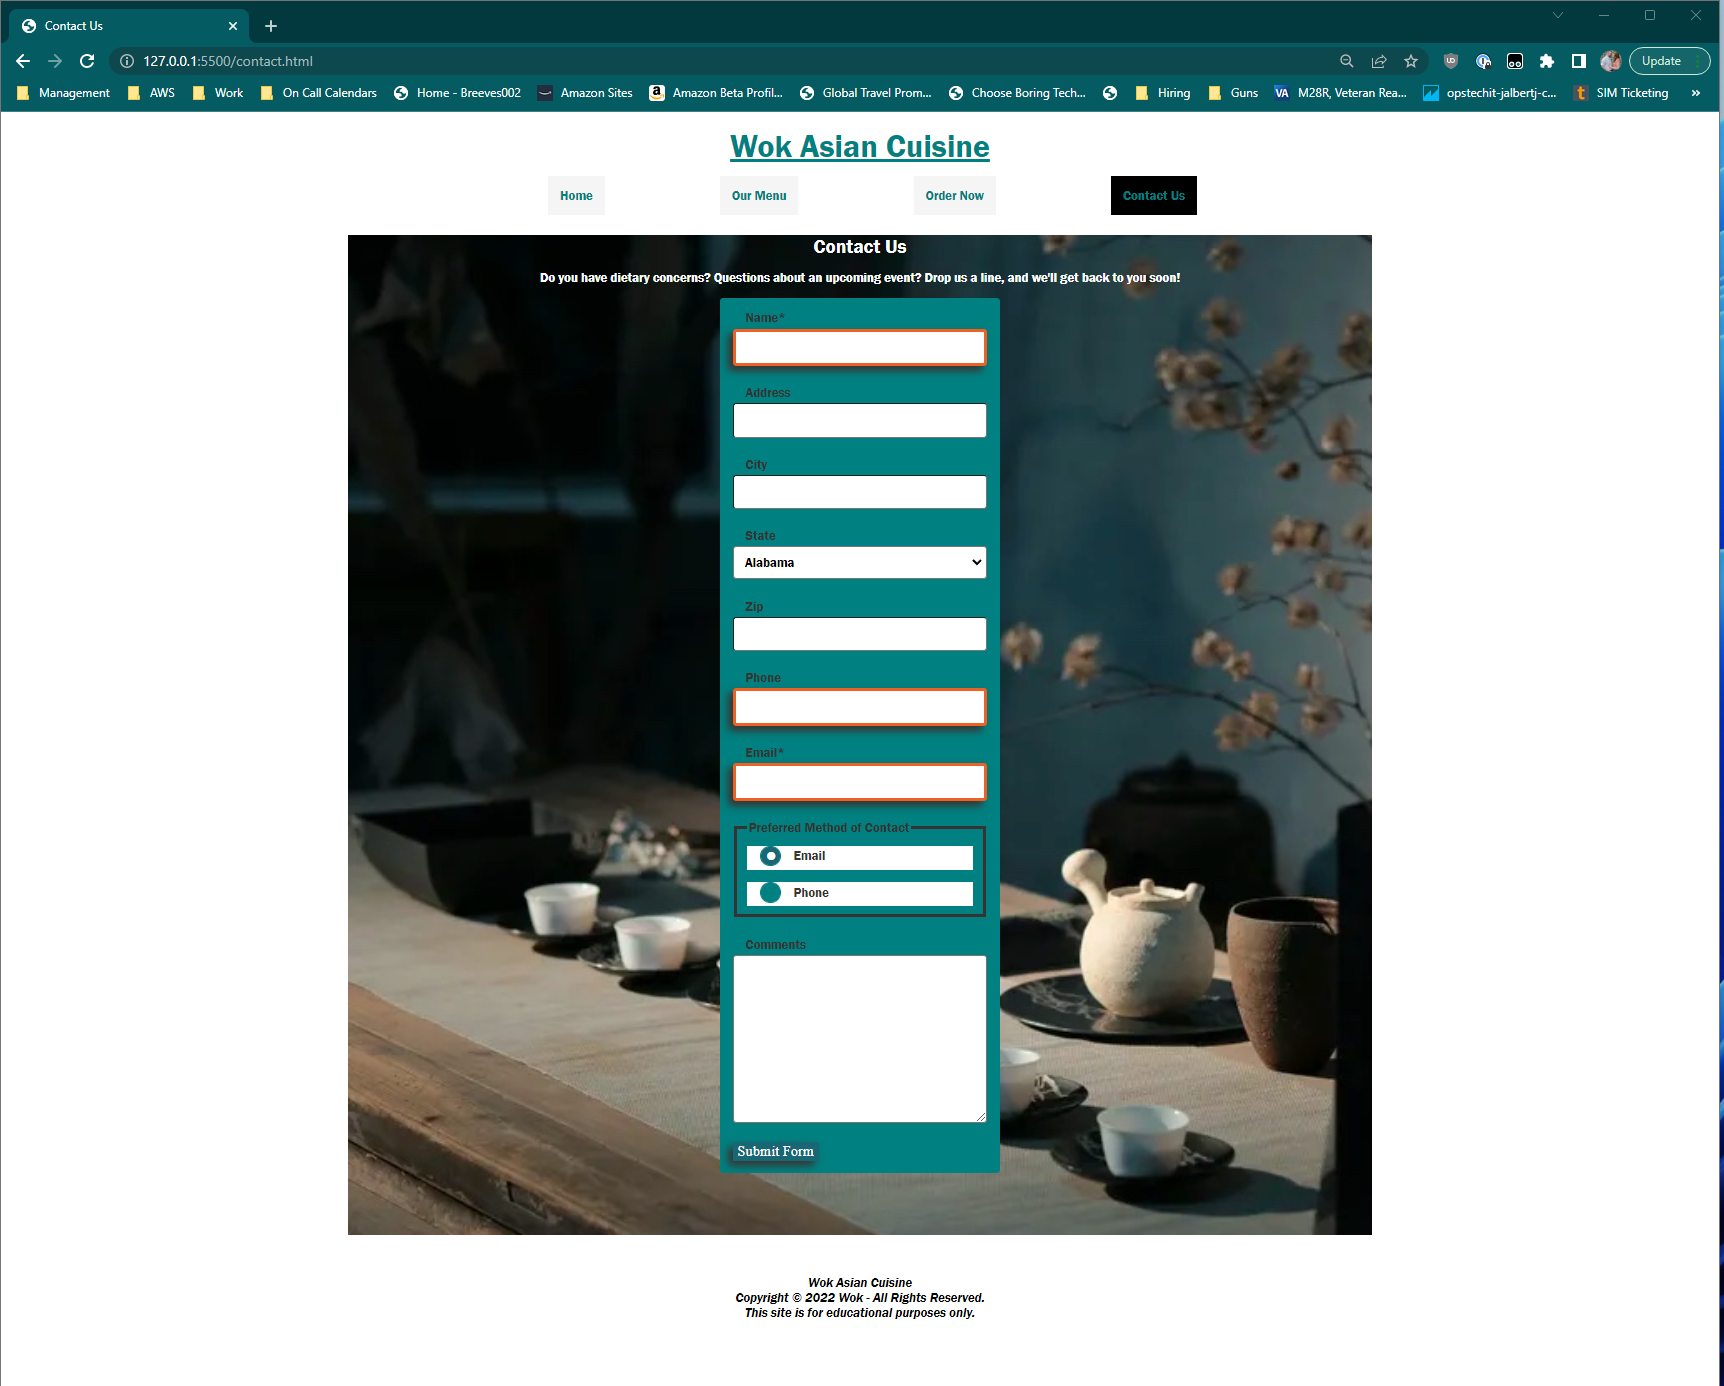 Contact Us
127.0.0.1:5500/contact.html
Update
Management AWS Work On Call Calendars Home - Breeves002 Amazon Sites Amazon Beta Profil... Global Travel Prom... Choose Boring Tech... Hiring Guns M28R, Veteran Rea... opstechit-jalbertj-c... SIM Ticketing »
Wok Asian Cuisine
Home Our Menu Order Now Contact Us
Contact Us
Do you have dietary concerns? Questions about an upcoming event? Drop us a line, and we'll get back to you soon!
Name*
Address
City
State
Alabama
Zip
Phone
Email*
Preferred Method of Contact
Email
Phone
Comments
Submit Form
Wok Asian Cuisine
Copyright © 2022 Wok - All Rights Reserved.
This site is for educational purposes only.